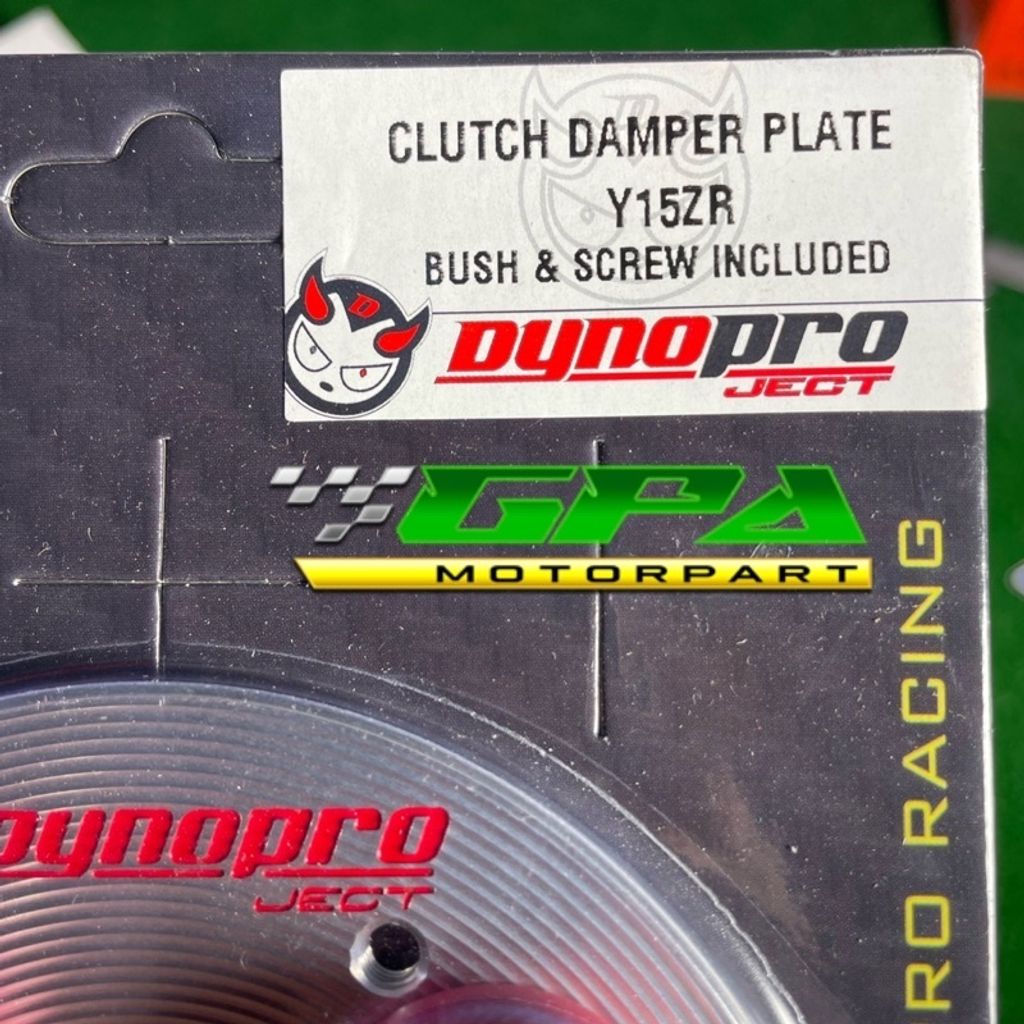 CLUTCH DAMPER PLATE
Y15ZR
BUSH & SCREW INCLUDED
D
DYNOPRO
JECT
GPA
MOTORPART
RO RACING
DYNOPRO
JECT